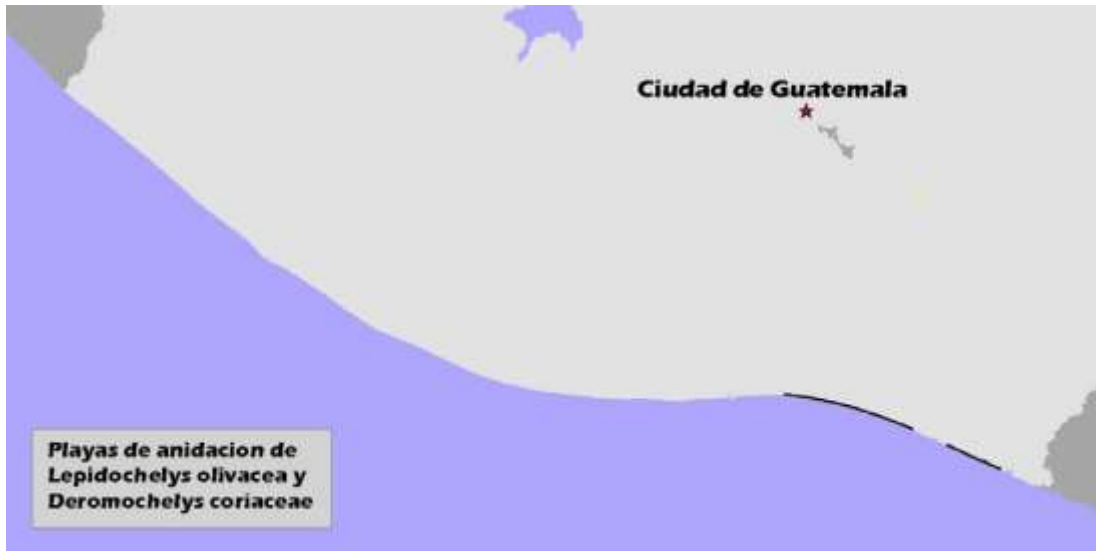 Ciudad de Guatemala
Playas de anidacion de
Lepidochelys olivacea y
Deromochelys coriaceae